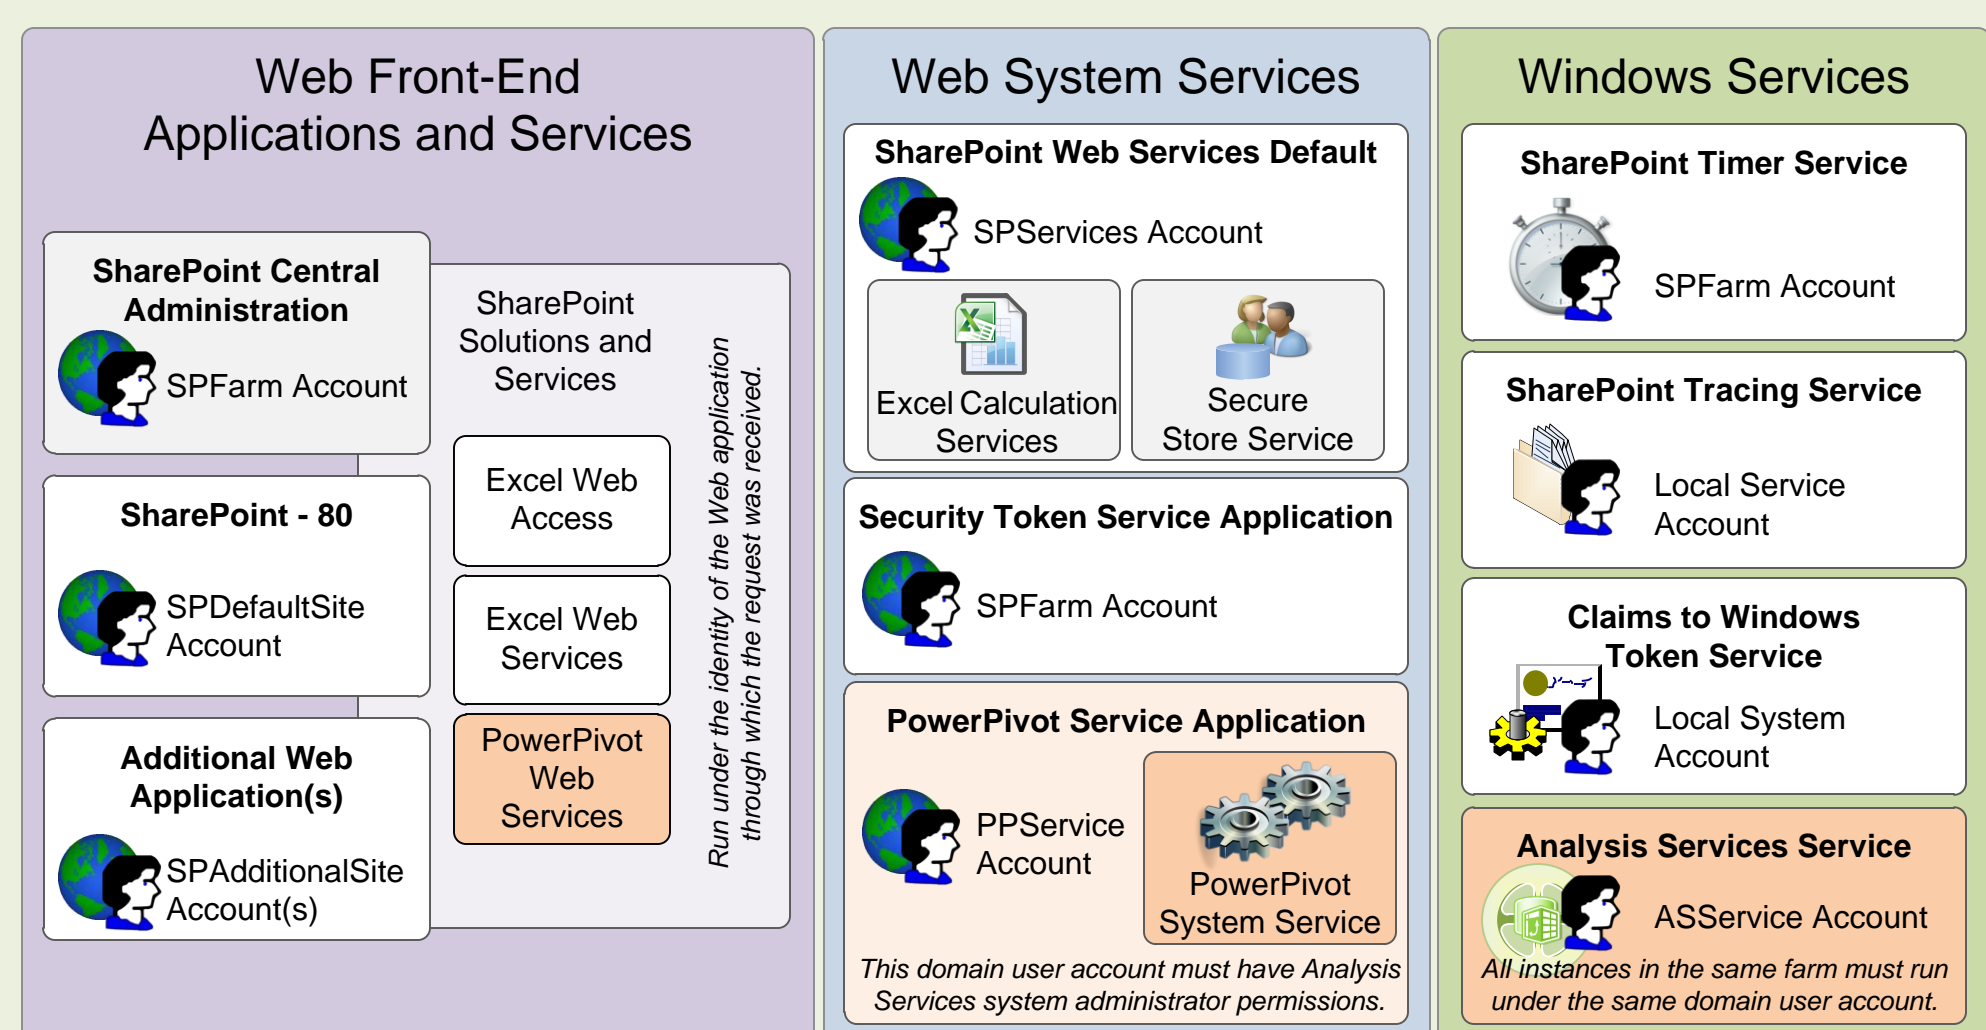 Web Front-End
Applications and Services
SharePoint Central
Administration
SPFarm Account
SharePoint - 80
SPDefaultSite
Account
Additional Web
Application(s)
SPAdditionalSite
Account(s)
SharePoint
Solutions and
Services
Excel Web
Access
Excel Web
Services
PowerPivot
Web
Services
Run under the identity of the Web application
through which the request was received.
Web System Services
SharePoint Web Services Default
SPServices Account
Excel Calculation
Services
Secure
Store Service
Security Token Service Application
SPFarm Account
PowerPivot Service Application
PPService
Account
PowerPivot
System Service
This domain user account must have Analysis
Services system administrator permissions.
Windows Services
SharePoint Timer Service
SPFarm Account
SharePoint Tracing Service
Local Service
Account
Claims to Windows
Token Service
Local System
Account
Analysis Services Service
ASService Account
All instances in the same farm must run
under the same domain user account.